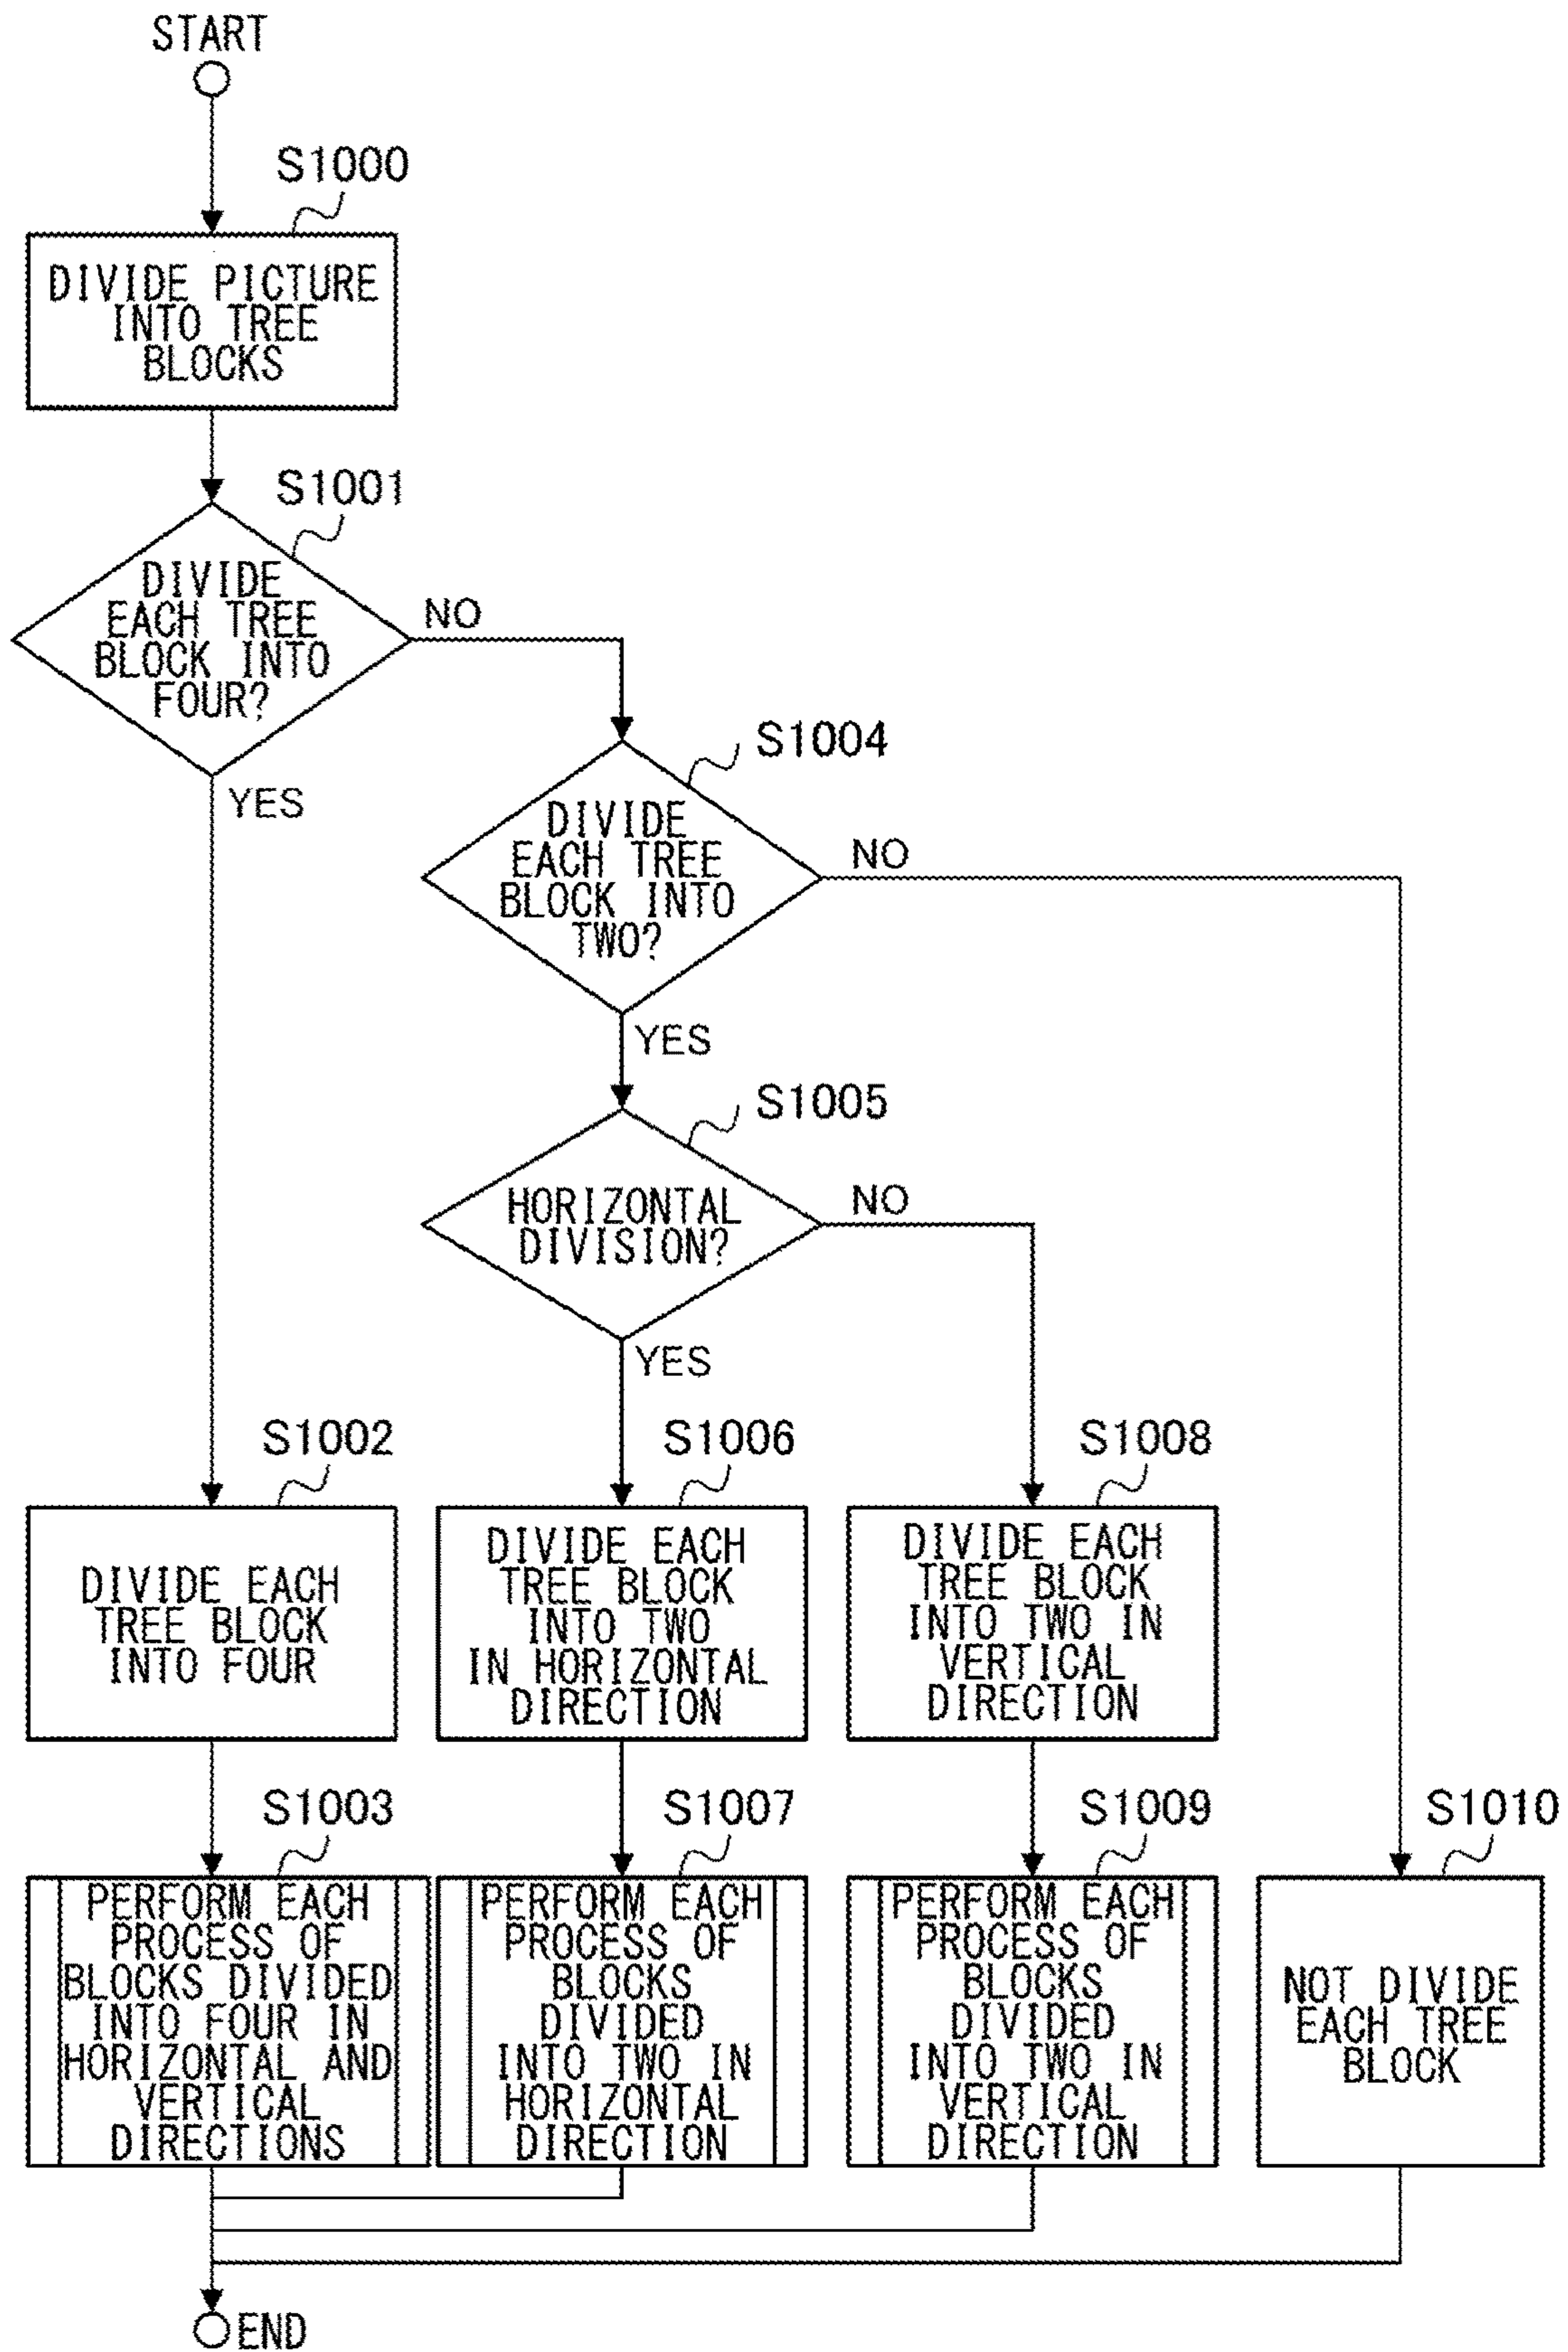 START
S1000
DIVIDE PICTURE
INTO TREE
BLOCKS
S1001
DIVIDE
EACH TREE
BLOCK INTO
FOUR?
NO
YES
S1004
DIVIDE
EACH TREE
BLOCK INTO
TWO?
NO
YES
S1005
HORIZONTAL
DIVISION?
NO
YES
S1002
DIVIDE EACH
TREE BLOCK
INTO FOUR
S1006
DIVIDE EACH
TREE BLOCK
INTO TWO
IN HORIZONTAL
DIRECTION
S1008
DIVIDE EACH
TREE BLOCK
INTO TWO IN
VERTICAL
DIRECTION
S1003
PERFORM EACH
PROCESS OF
BLOCKS DIVIDED
INTO FOUR IN
HORIZONTAL AND
VERTICAL
DIRECTIONS
S1007
PERFORM EACH
PROCESS OF
BLOCKS
DIVIDED
INTO TWO IN
HORIZONTAL
DIRECTION
S1009
PERFORM EACH
PROCESS OF
BLOCKS
DIVIDED
INTO TWO IN
VERTICAL
DIRECTION
S1010
NOT DIVIDE
EACH TREE
BLOCK
END